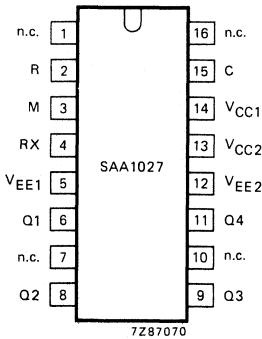 n.c. 1 16 n.c.
R 2 15 C
M 3 14 VCC1
RX 4 13 VCC2
SAA1027
VEE1 5 12 VEE2
Q1 6 11 Q4
n.c. 7 10 n.c.
Q2 8 9 Q3
7Z87070